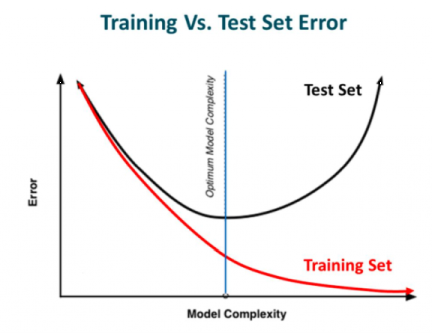 Training Vs. Test Set Error
Test Set
Optimum Model Complexity
Error
Training Set
Model Complexity